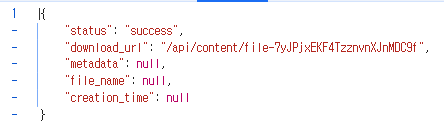 1 {
"status": "success",
"download_url": "/api/content/file-7yJPjxEKF4TzznvnXJnMDC9f",
"metadata": null,
"file_name": null,
"creation_time": null
}